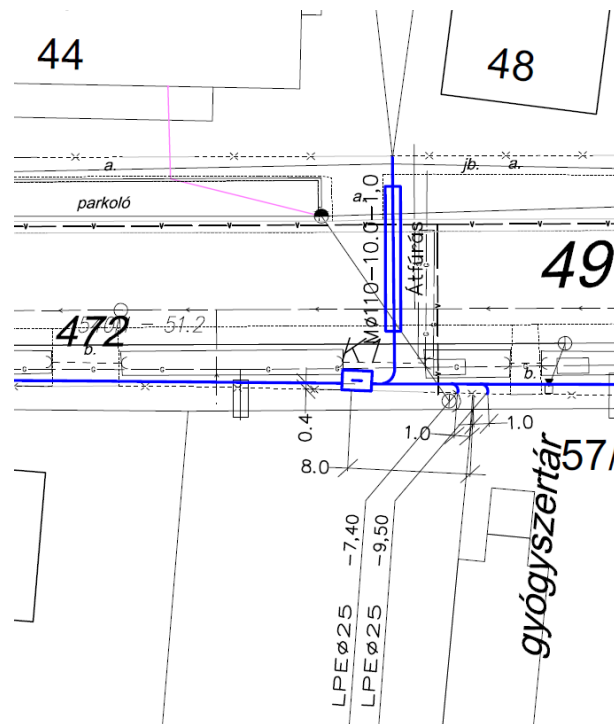 44
48
a.
jb.
a.
parkoló
a.
MØ110-10.0-1,0
Átfúrás
49
472
51.2
b.
K1
b.
0.4
1.0
1.0
8.0
57/
gyógyszertár
LPEø25 -7,40
LPEø25 -9,50